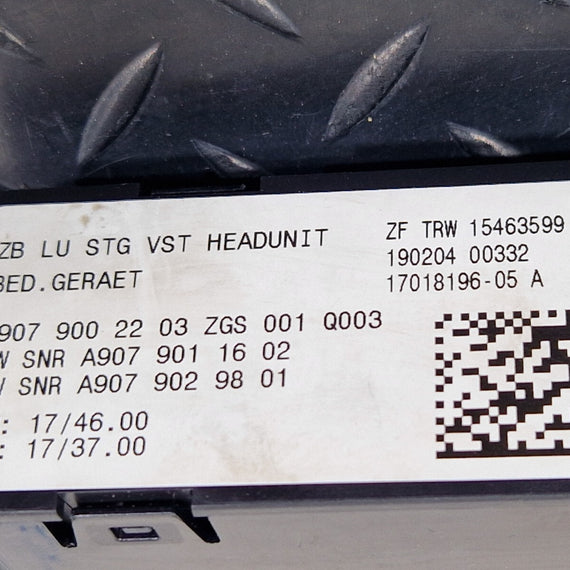 ZB LU STG VST HEADUNIT
BED.GERAET
907 900 22 03 ZGS 001 Q003
W SNR A907 901 16 02
SNR A907 902 98 01
: 17/46.00
: 17/37.00
ZF TRW 15463599
190204 00332
17018196-05 A